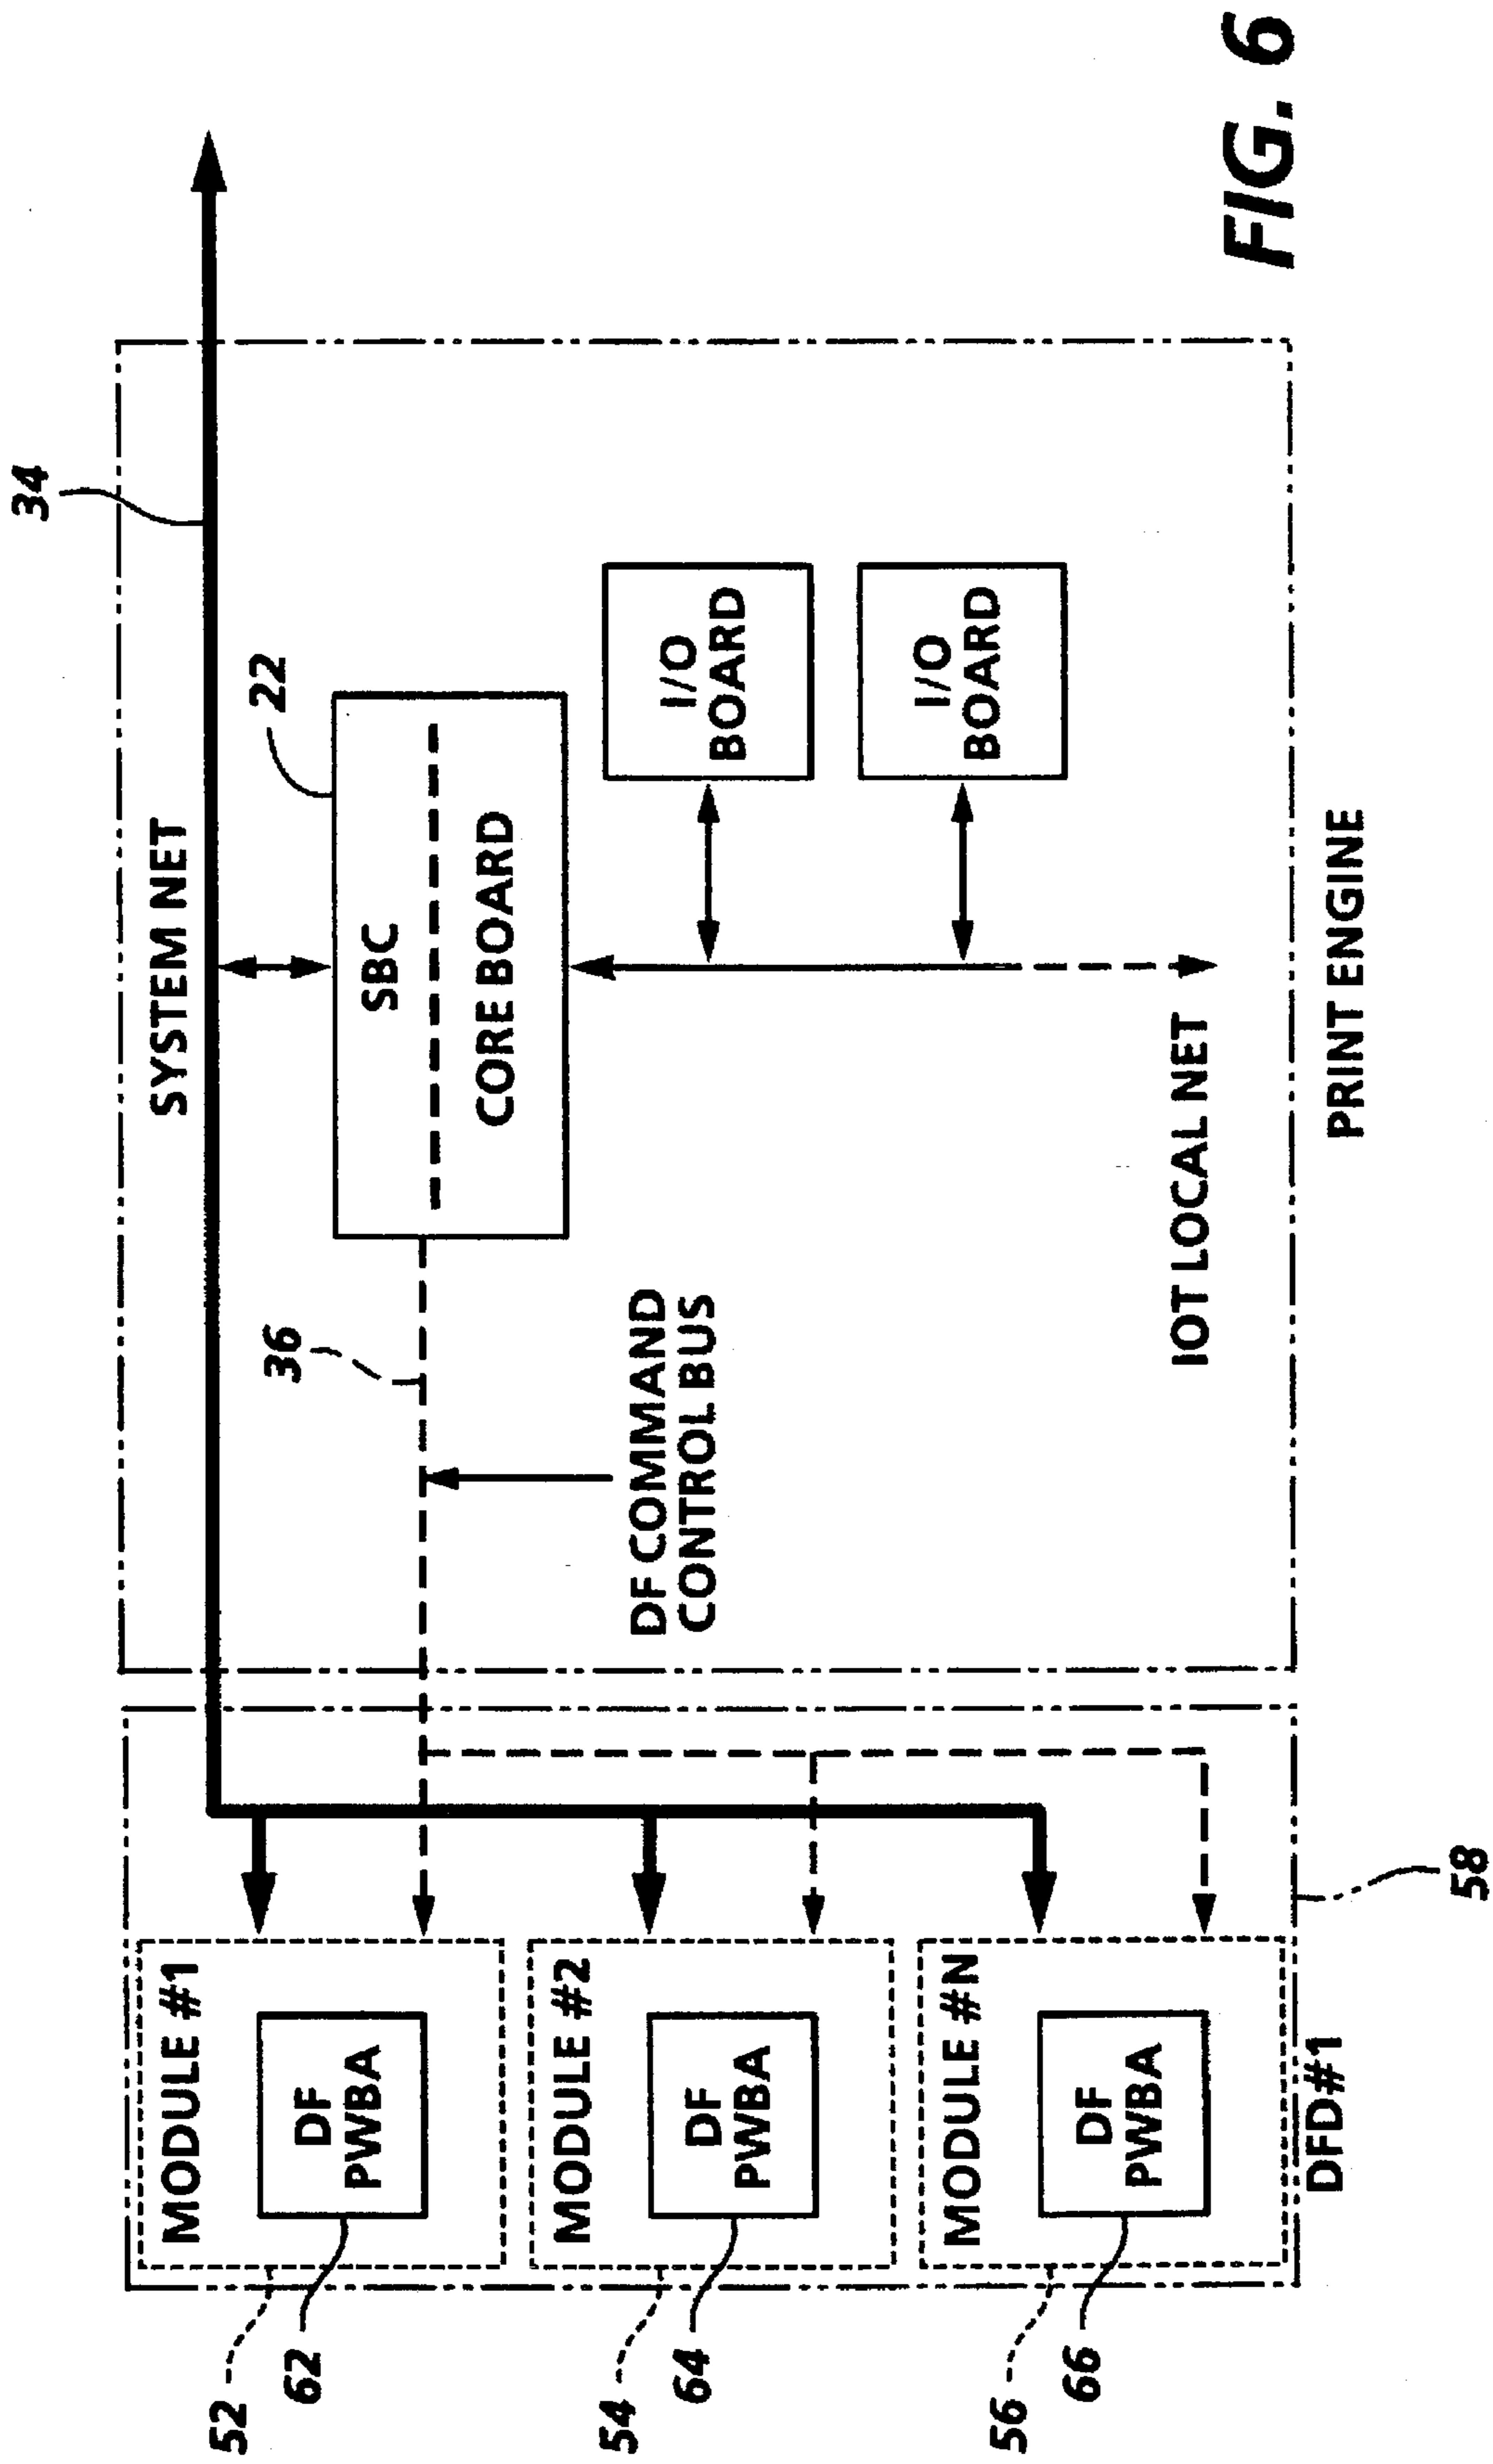 34
SYSTEM NET
22
SBC
CORE BOARD
I/O
BOARD
I/O
BOARD
36
DF COMMAND
CONTROL BUS
IOT LOCAL NET
PRINT ENGINE
MODULE #1
DF
PWBA
MODULE #2
DF
PWBA
MODULE #N
DF
PWBA
DFD#1
52
62
54
64
56
66
58
FIG. 6